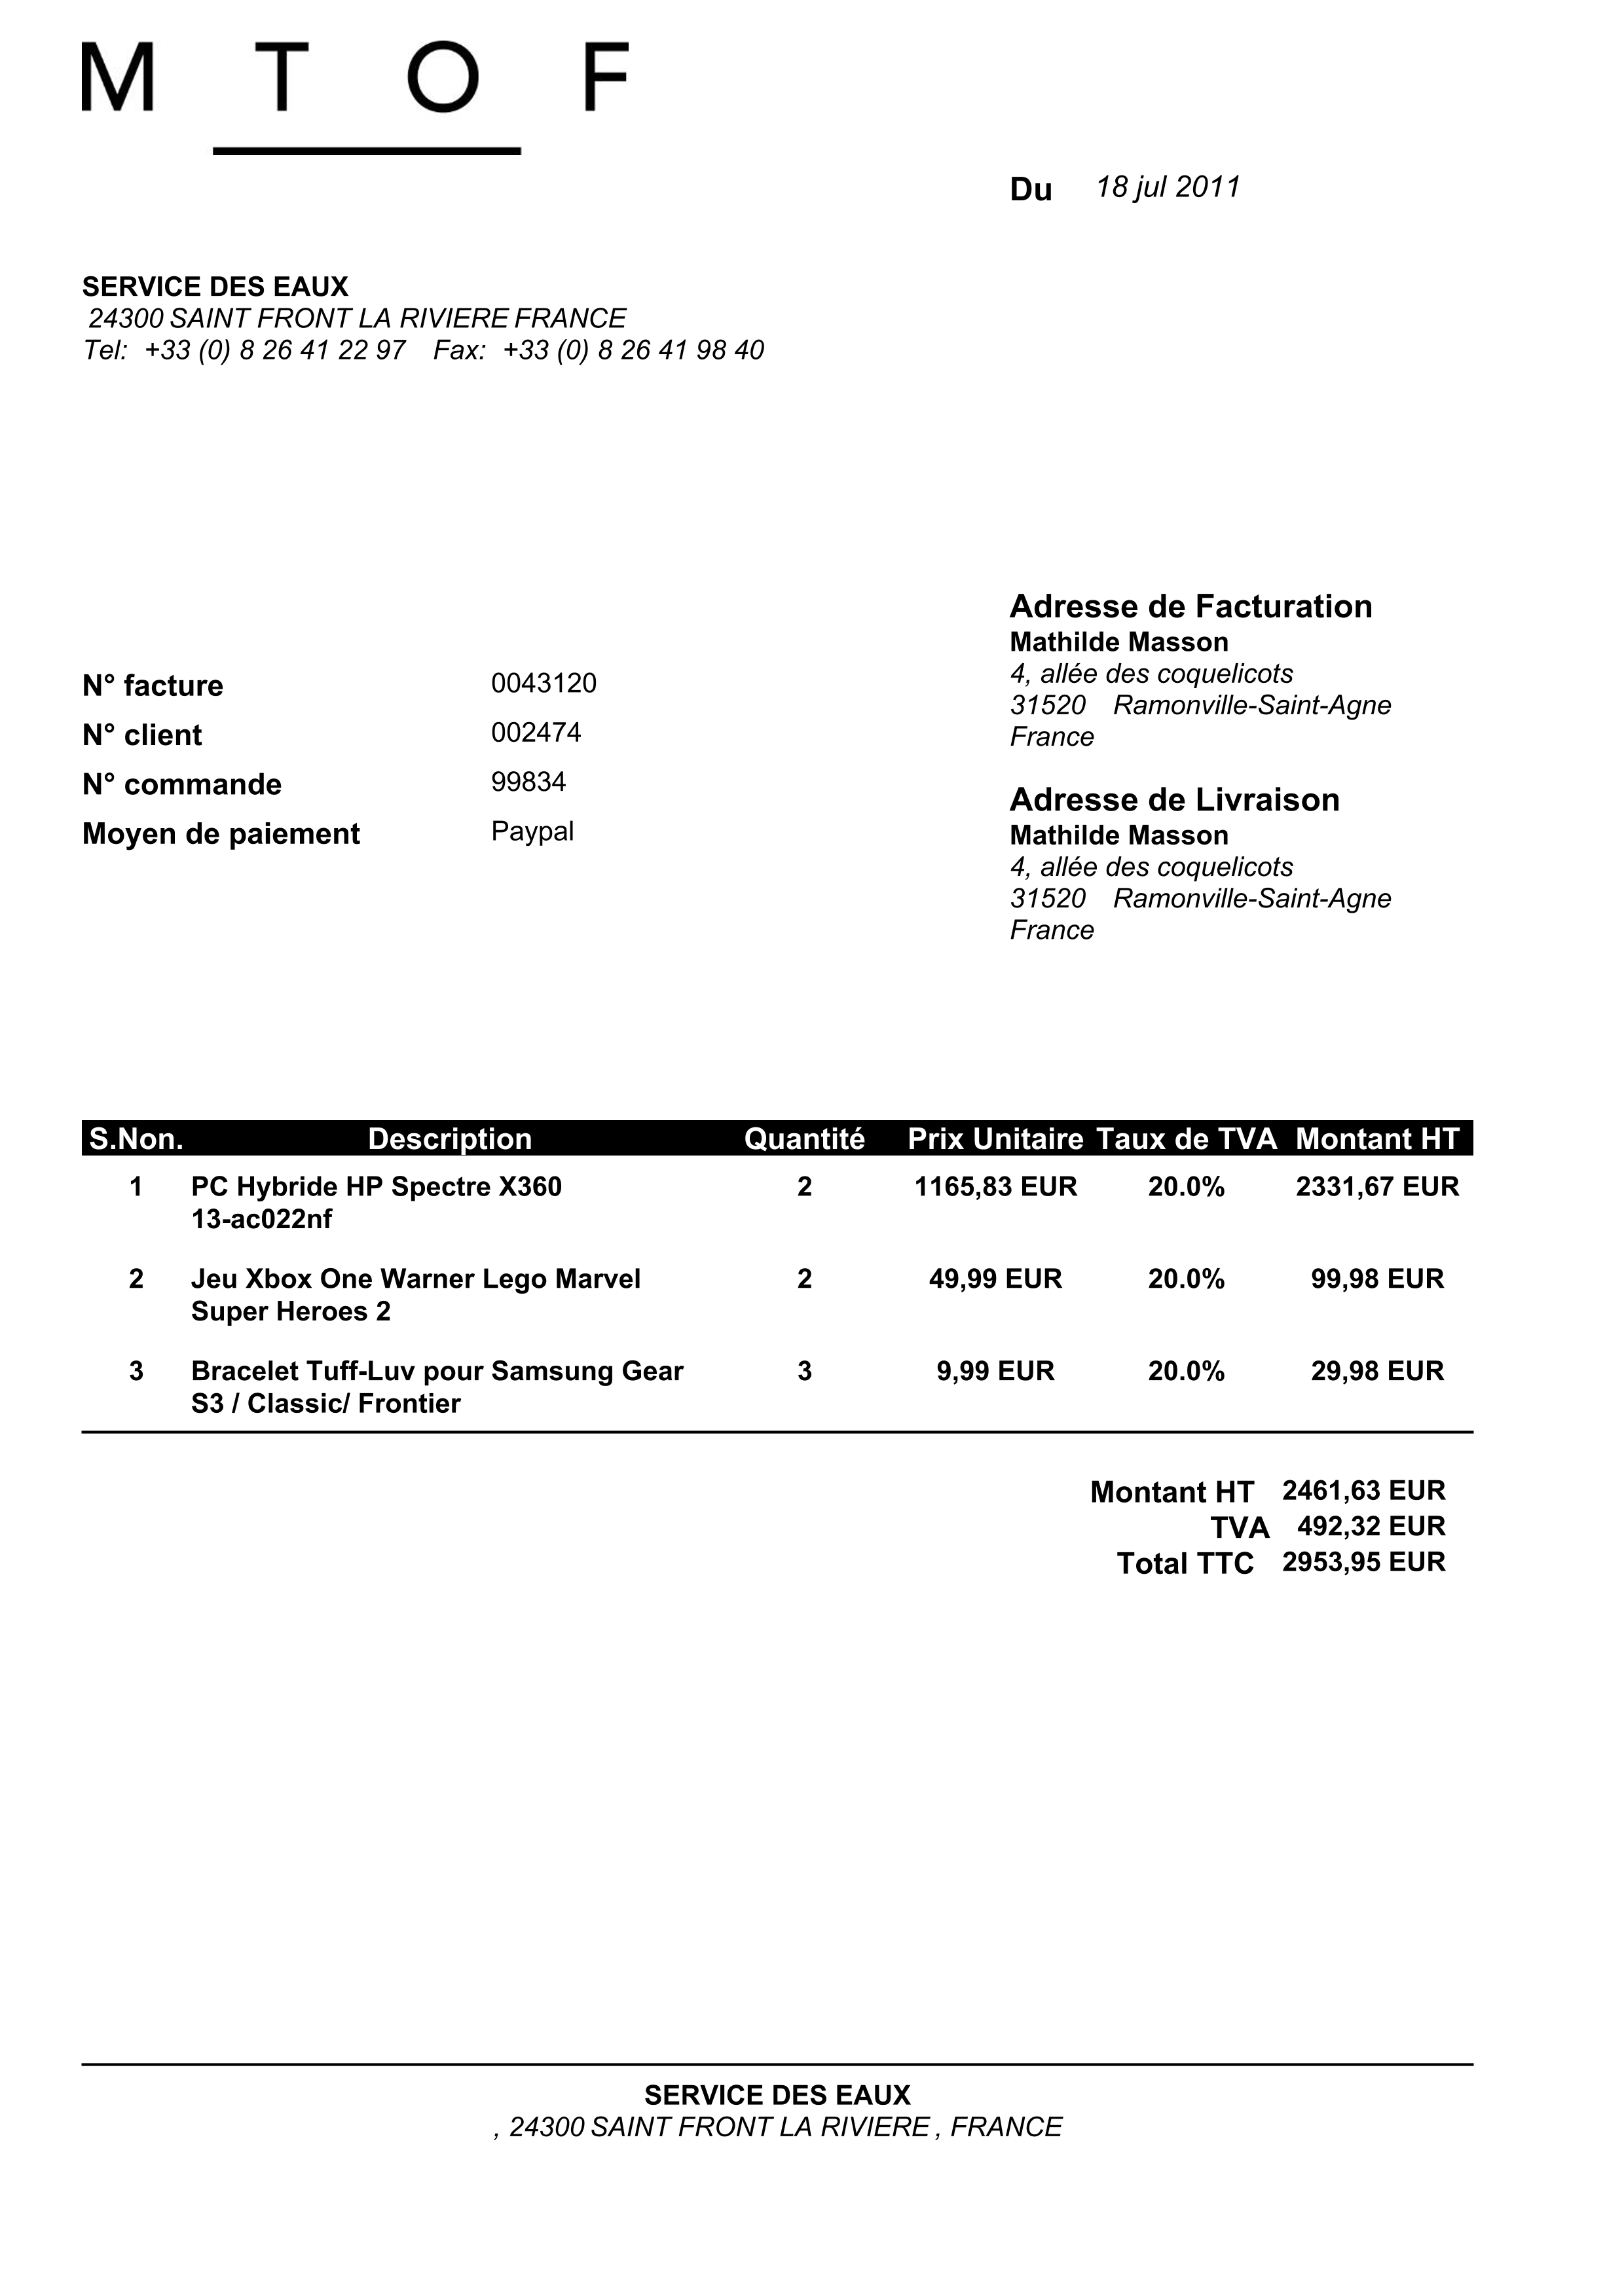 M T O F
Du 18 jul 2011
SERVICE DES EAUX
24300 SAINT FRONT LA RIVIERE FRANCE
Tel: +33 (0) 8 26 41 22 97 Fax: +33 (0) 8 26 41 98 40
Adresse de Facturation
Mathilde Masson
4, allée des coquelicots
31520 Ramonville-Saint-Agne
France
N° facture 0043120
N° client 002474
N° commande 99834
Moyen de paiement Paypal
Adresse de Livraison
Mathilde Masson
4, allée des coquelicots
31520 Ramonville-Saint-Agne
France
S.Non. Description Quantité Prix Unitaire Taux de TVA Montant HT
1 PC Hybride HP Spectre X360 2 1165,83 EUR 20.0% 2331,67 EUR
13-ac022nf
2 Jeu Xbox One Warner Lego Marvel 2 49,99 EUR 20.0% 99,98 EUR
Super Heroes 2
3 Bracelet Tuff-Luv pour Samsung Gear 3 9,99 EUR 20.0% 29,98 EUR
S3 / Classic/ Frontier
Montant HT 2461,63 EUR
TVA 492,32 EUR
Total TTC 2953,95 EUR
SERVICE DES EAUX
, 24300 SAINT FRONT LA RIVIERE , FRANCE